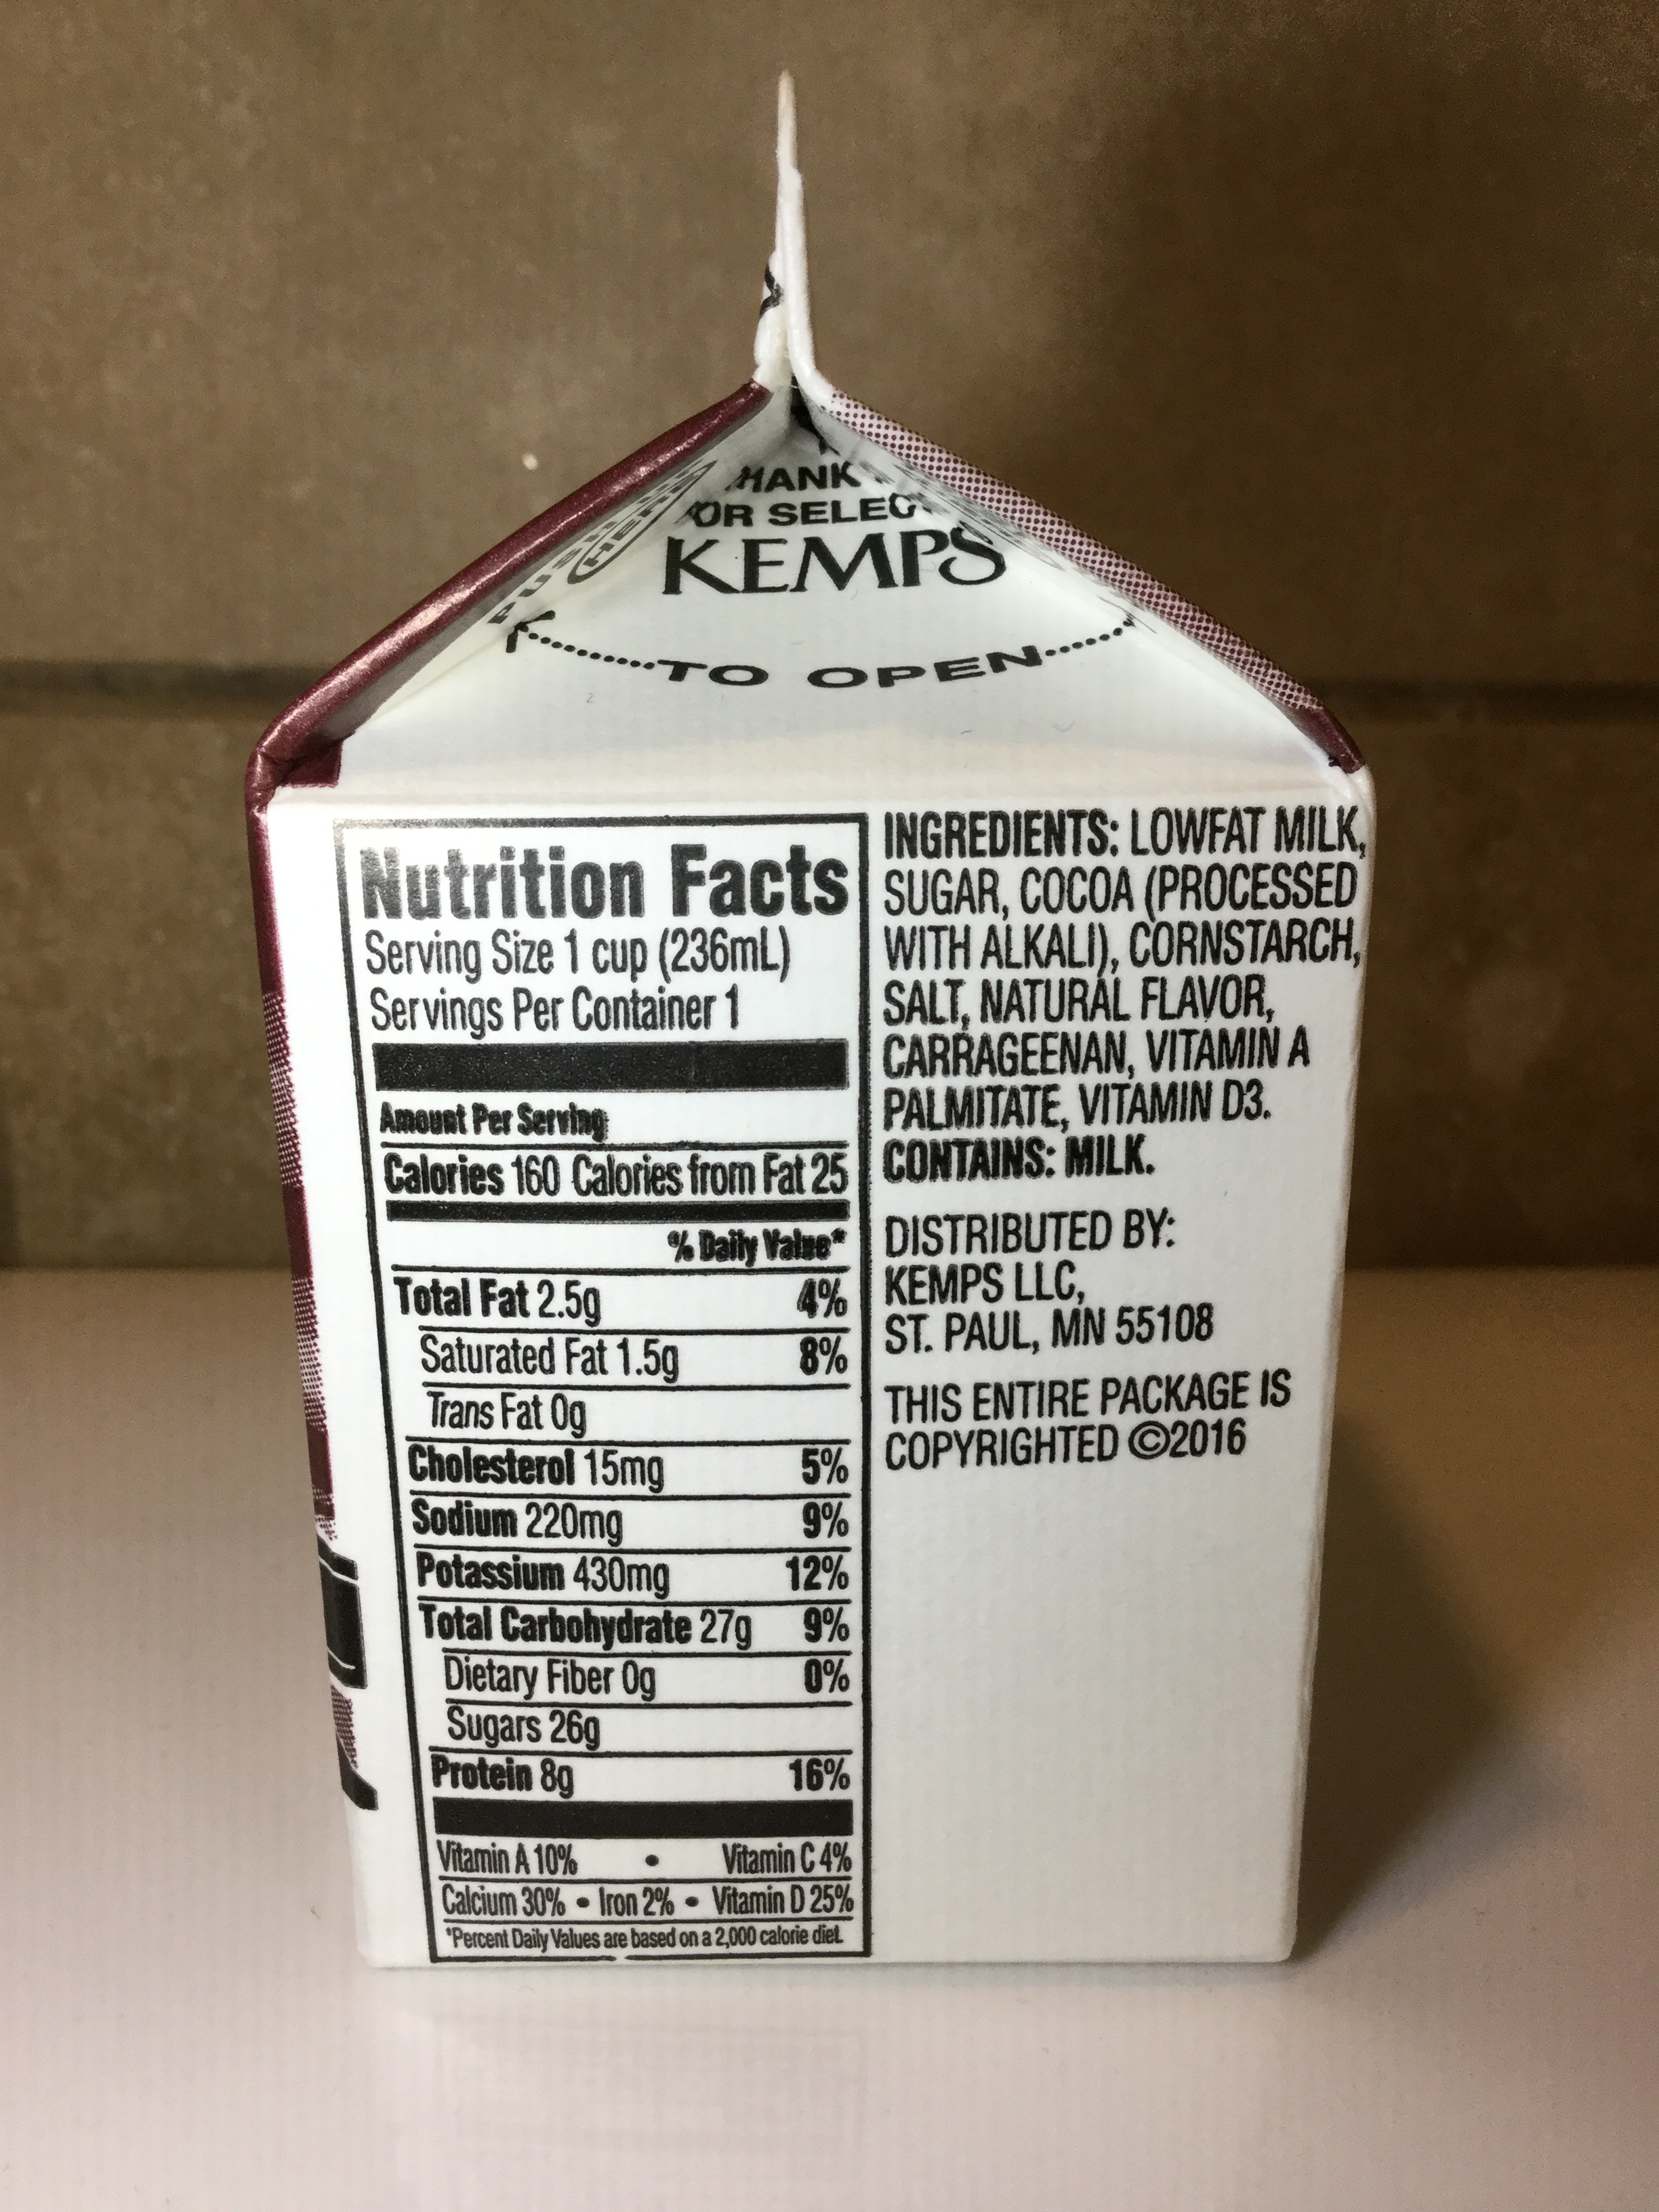 HANK
OR SELEC
KEMPS
PUSH
HERE
TO OPEN
Nutrition Facts
Serving Size 1 cup (236mL)
Servings Per Container 1
Amount Per Serving
Calories 160 Calories from Fat 25
% Daily Value*
Total Fat 2.5g 4%
Saturated Fat 1.5g 8%
Trans Fat 0g
Cholesterol 15mg 5%
Sodium 220mg 9%
Potassium 430mg 12%
Total Carbohydrate 27g 9%
Dietary Fiber 0g 0%
Sugars 26g
Protein 8g 16%
Vitamin A 10% • Vitamin C 4%
Calcium 30% • Iron 2% • Vitamin D 25%
*Percent Daily Values are based on a 2,000 calorie diet.
INGREDIENTS: LOWFAT MILK,
SUGAR, COCOA (PROCESSED
WITH ALKALI), CORNSTARCH,
SALT, NATURAL FLAVOR,
CARRAGEENAN, VITAMIN A
PALMITATE, VITAMIN D3.
CONTAINS: MILK.
DISTRIBUTED BY:
KEMPS LLC,
ST. PAUL, MN 55108
THIS ENTIRE PACKAGE IS
COPYRIGHTED ©2016